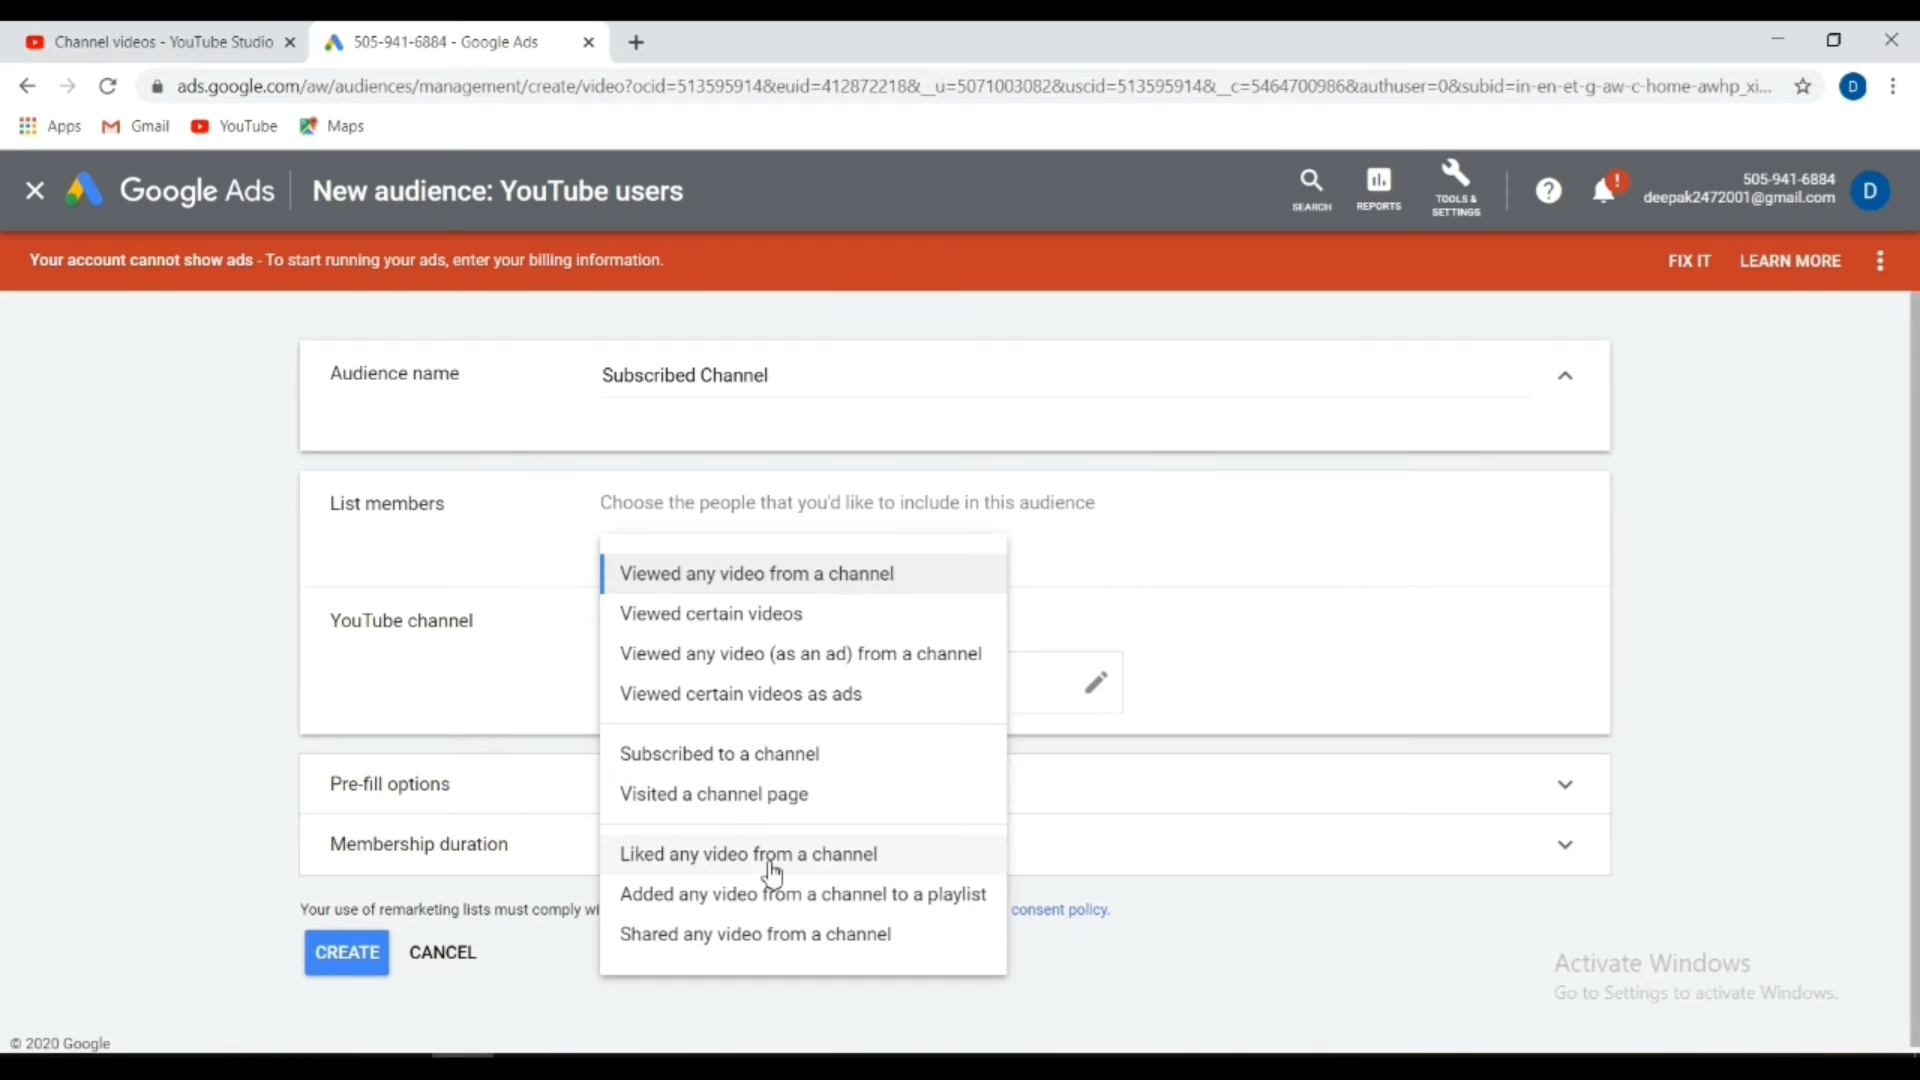 Channel videos - YouTube Studio
505-941-6884 - Google Ads
ads.google.com/aw/audiences/management/create/video?ocid=513595914&euid=412872218&__u=5071003082&uscid=513595914&__c=5464700986&authuser=0&subid=in-en-et-g-aw-c-home-awhp_xi...
D
Apps Gmail YouTube Maps
Google Ads New audience: YouTube users
SEARCH
REPORTS
TOOLS &
SETTINGS
?
!
505-941-6884
deepak2472001@gmail.com
D
Your account cannot show ads - To start running your ads, enter your billing information.
FIX IT LEARN MORE
Audience name Subscribed Channel
List members Choose the people that you'd like to include in this audience
Viewed any video from a channel
Viewed certain videos
YouTube channel
Viewed any video (as an ad) from a channel
Viewed certain videos as ads
Subscribed to a channel
Pre-fill options
Visited a channel page
Membership duration
Liked any video from a channel
Added any video from a channel to a playlist
Your use of remarketing lists must comply wi consent policy.
Shared any video from a channel
CREATE CANCEL
Activate Windows
Go to Settings to activate Windows.
© 2020 Google